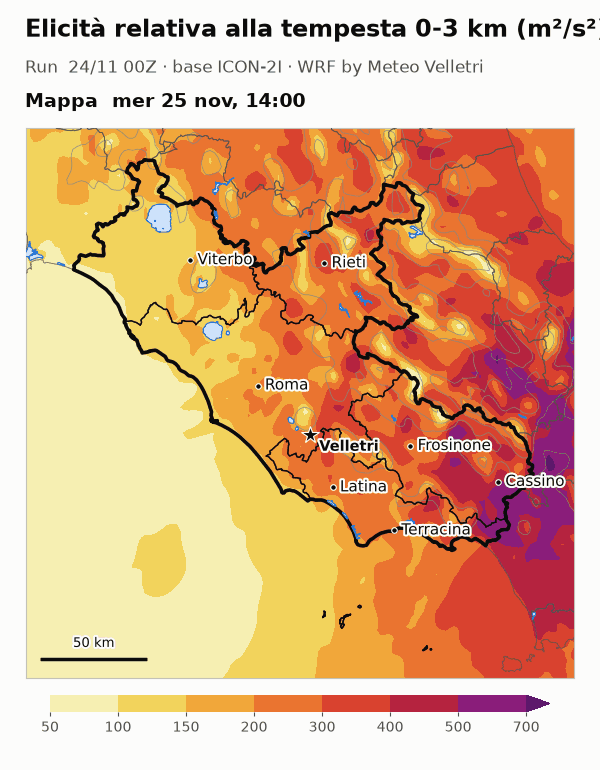 Elicità relativa alla tempesta 0-3 km (m²/s²)
Run  24/11 00Z · base ICON-2I · WRF by Meteo Velletri
Mappa  mer 25 nov, 14:00
Viterbo
Rieti
Roma
Velletri
Frosinone
Cassino
Latina
Terracina
50 km
50 100 150 200 300 400 500 700